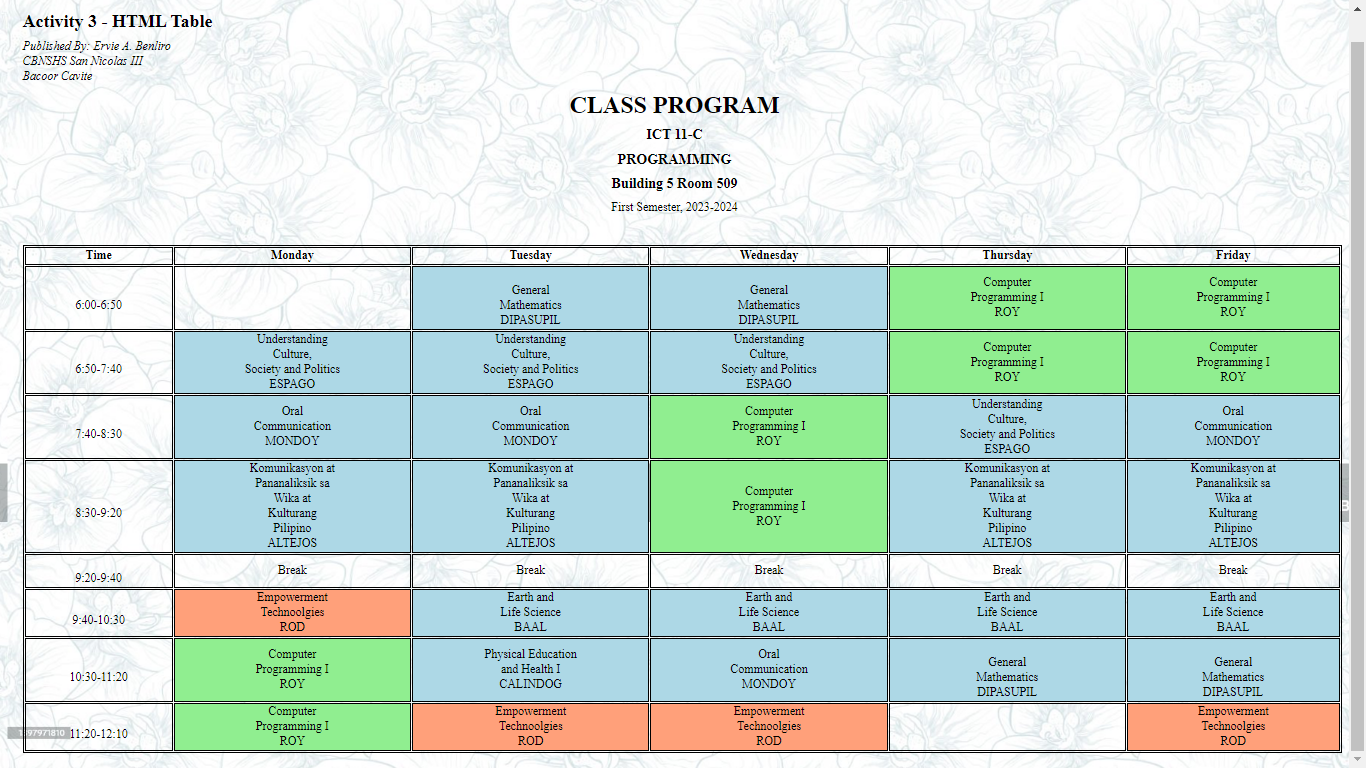 Activity 3 - HTML Table
Published By: Ervie A. Benliro
CBNSHS San Nicolas III
Bacoor Cavite
CLASS PROGRAM
ICT 11-C
PROGRAMMING
Building 5 Room 509
First Semester, 2023-2024
Time Monday Tuesday Wednesday Thursday Friday
6:00-6:50
General
Mathematics
DIPASUPIL
General
Mathematics
DIPASUPIL
Computer
Programming I
ROY
Computer
Programming I
ROY
6:50-7:40
Understanding
Culture,
Society and Politics
ESPAGO
Understanding
Culture,
Society and Politics
ESPAGO
Understanding
Culture,
Society and Politics
ESPAGO
Computer
Programming I
ROY
Computer
Programming I
ROY
7:40-8:30
Oral
Communication
MONDOY
Oral
Communication
MONDOY
Computer
Programming I
ROY
Understanding
Culture,
Society and Politics
ESPAGO
Oral
Communication
MONDOY
8:30-9:20
Komunikasyon at
Pananaliksik sa
Wika at
Kulturang
Pilipino
ALTEJOS
Komunikasyon at
Pananaliksik sa
Wika at
Kulturang
Pilipino
ALTEJOS
Computer
Programming I
ROY
Komunikasyon at
Pananaliksik sa
Wika at
Kulturang
Pilipino
ALTEJOS
Komunikasyon at
Pananaliksik sa
Wika at
Kulturang
Pilipino
ALTEJOS
9:20-9:40
Break
Break
Break
Break
Break
9:40-10:30
Empowerment
Technoolgies
ROD
Earth and
Life Science
BAAL
Earth and
Life Science
BAAL
Earth and
Life Science
BAAL
Earth and
Life Science
BAAL
10:30-11:20
Computer
Programming I
ROY
Physical Education
and Health I
CALINDOG
Oral
Communication
MONDOY
General
Mathematics
DIPASUPIL
General
Mathematics
DIPASUPIL
11:20-12:10
Computer
Programming I
ROY
Empowerment
Technoolgies
ROD
Empowerment
Technoolgies
ROD
Empowerment
Technoolgies
ROD